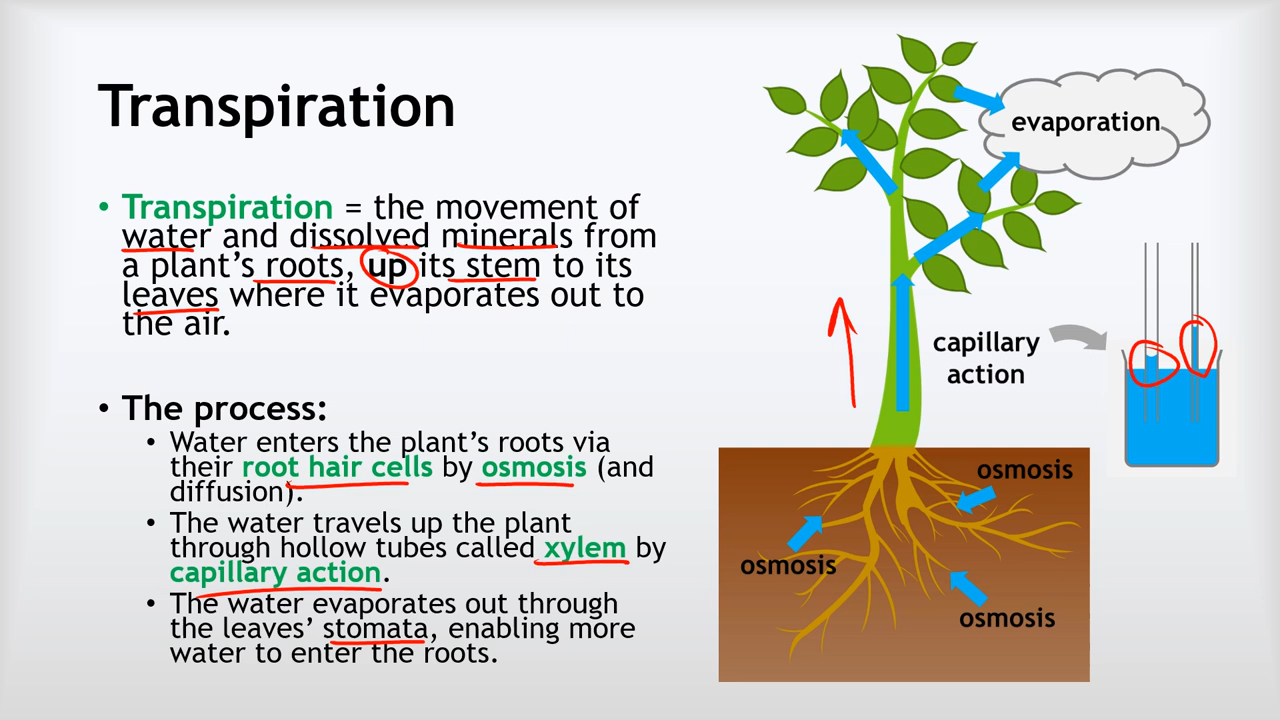 Transpiration
• Transpiration = the movement of
water and dissolved minerals from
a plant's roots, up its stem to its
leaves where it evaporates out to
the air.
• The process:
• Water enters the plant's roots via
their root hair cells by osmosis (and
diffusion).
• The water travels up the plant
through hollow tubes called xylem by
capillary action.
• The water evaporates out through
the leaves' stomata, enabling more
water to enter the roots.
evaporation
capillary
action
osmosis
osmosis
osmosis